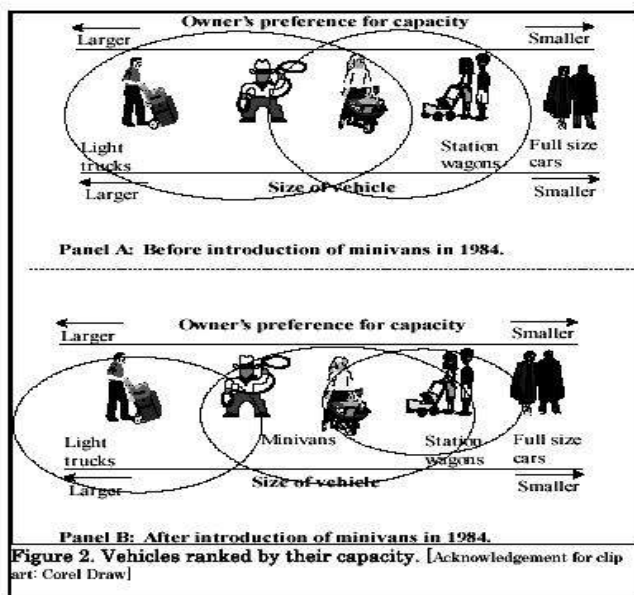 Owner's preference for capacity
Larger Smaller
Light trucks Station wagons Full size cars
Size of vehicle
Larger Smaller
Panel A: Before introduction of minivans in 1984.
Owner's preference for capacity
Larger Smaller
Light trucks Minivans Station wagons Full size cars
Size of vehicle
Larger Smaller
Panel B: After introduction of minivans in 1984.
Figure 2. Vehicles ranked by their capacity. [Acknowledgement for clip
art: Corel Draw]